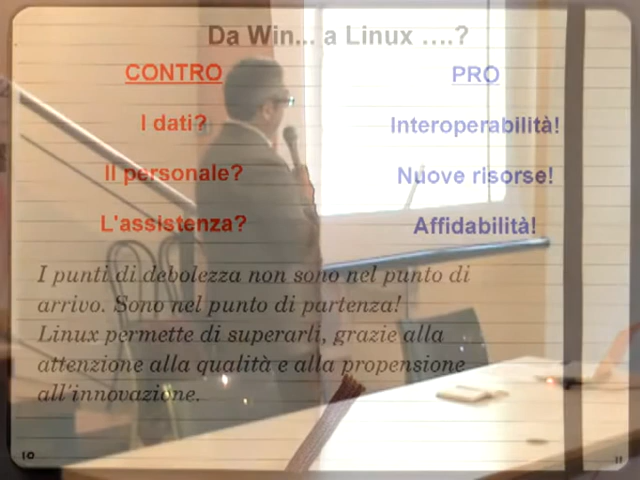 Da Win... a Linux ....?
CONTRO
PRO
I dati?
Interoperabilità!
Il personale?
Nuove risorse!
L'assistenza?
Affidabilità!
I punti di debolezza non sono nel punto di
arrivo. Sono nel punto di partenza!
Linux permette di superarli, grazie alla
attenzione alla qualità e alla propensione
all'innovazione.
10
11